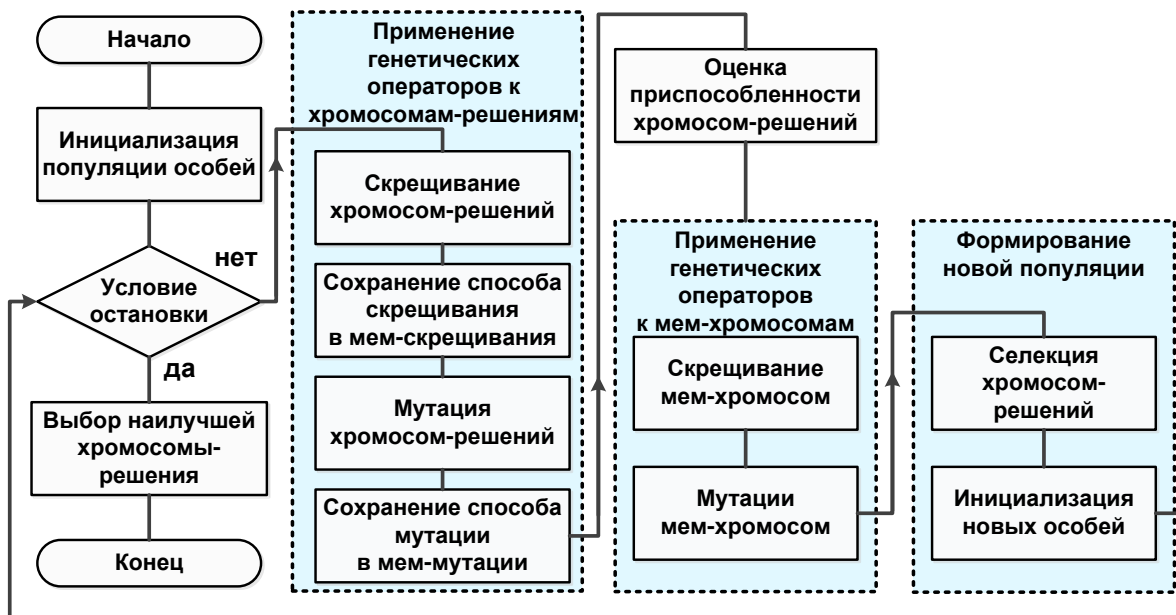 Начало
Инициализация
популяции особей
Условие
остановки
нет
да
Выбор наилучшей
хромосомы-
решения
Конец
Применение
генетических
операторов к
хромосомам-решениям
Скрещивание
хромосом-решений
Сохранение способа
скрещивания
в мем-скрещивания
Мутация
хромосом-решений
Сохранение способа
мутации
в мем-мутации
Оценка
приспособленности
хромосом-решений
Применение
генетических
операторов
к мем-хромосомам
Скрещивание
мем-хромосом
Мутации
мем-хромосом
Формирование
новой популяции
Селекция
хромосом-
решений
Инициализация
новых особей